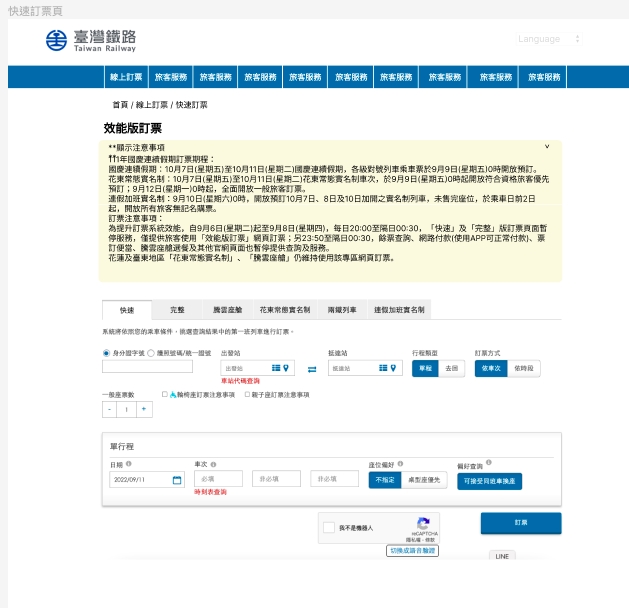 快速訂票頁
臺灣鐵路
Taiwan Railway
Language
線上訂票 旅客服務 旅客服務 旅客服務 旅客服務 旅客服務 旅客服務 旅客服務 旅客服務 旅客服務
首頁 / 線上訂票 / 快速訂票
效能版訂票
**顯示注意事項
11年國慶連續假期訂票期程：
國慶連續假期：10月7日(星期五)至10月11日(星期二)國慶連續假期，各級對號列車乘車票於9月9日(星期五)0時開放預訂。
花東常態實名制：10月7日(星期五)至10月11日(星期二)花東常態實名制車次，於9月9日(星期五)0時起開放符合資格旅客優先
預訂；9月12日(星期一)0時起，全面開放一般旅客訂票。
連假加班實名制：9月10日(星期六)0時，開放預訂10月7日、8日及10日加開之實名制列車，未售完座位，於乘車日前2日
起，開放所有旅客無記名購票。
訂票注意事項：
為提升訂票系統效能，自9月6日(星期二)起至9月8日(星期四)，每日20:00至隔日00:30，「快速」及「完整」版訂票頁面暫
停服務，僅提供旅客使用「效能版訂票」網頁訂票；另23:50至隔日00:30，餘票查詢、網路付款(使用APP可正常付款)、票
訂便當、騰雲座艙選餐及其他官網頁面也暫停提供查詢及服務。
花蓮及臺東地區「花東常態實名制」、「騰雲座艙」仍維持使用該專區網頁訂票。
快速 完整 騰雲座艙 花東常態實名制 兩鐵列車 連假加班實名制
系統將依照您的乘車條件，挑選查詢結果中的第一班列車進行訂票。
身分證字號 護照號碼/統一證號 出發站 抵達站 行程類型 訂票方式
出發站 抵達站 單程 去回 依車次 依時段
車站代碼查詢
一般座票數 輪椅座訂票注意事項 親子座訂票注意事項
- 1 +
單行程
日期 車次 座位偏好 偏好查詢
2022/09/11 必填 非必填 非必填 不指定 桌型座優先 可接受同班車換座
時刻表查詢
我不是機器人 訂票
reCAPTCHA
隱私權 - 條款
切換成語音驗證
LINE